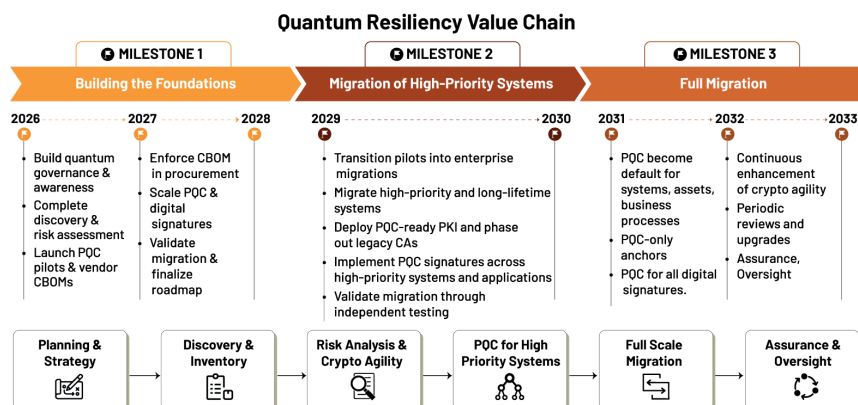 Quantum Resiliency Value Chain
MILESTONE 1
Building the Foundations
MILESTONE 2
Migration of High-Priority Systems
MILESTONE 3
Full Migration
2026
2027
2028
2029
2030
2031
2032
2033
• Build quantum
governance &
awareness
• Complete
discovery &
risk assessment
• Launch PQC
pilots & vendor
CBOMs
• Enforce CBOM
in procurement
• Scale PQC &
digital
signatures
• Validate
migration &
finalize
roadmap
• Transition pilots into enterprise
migrations
• Migrate high-priority and long-lifetime
systems
• Deploy PQC-ready PKI and phase
out legacy CAs
• Implement PQC signatures across
high-priority systems and applications
• Validate migration through
independent testing
• PQC become
default for
systems, assets,
business
processes
• PQC-only
anchors
• PQC for all digital
signatures.
• Continuous
enhancement
of crypto agility
• Periodic
reviews and
upgrades
• Assurance,
Oversight
Planning &
Strategy
Discovery &
Inventory
Risk Analysis &
Crypto Agility
PQC for High
Priority Systems
Full Scale
Migration
Assurance &
Oversight